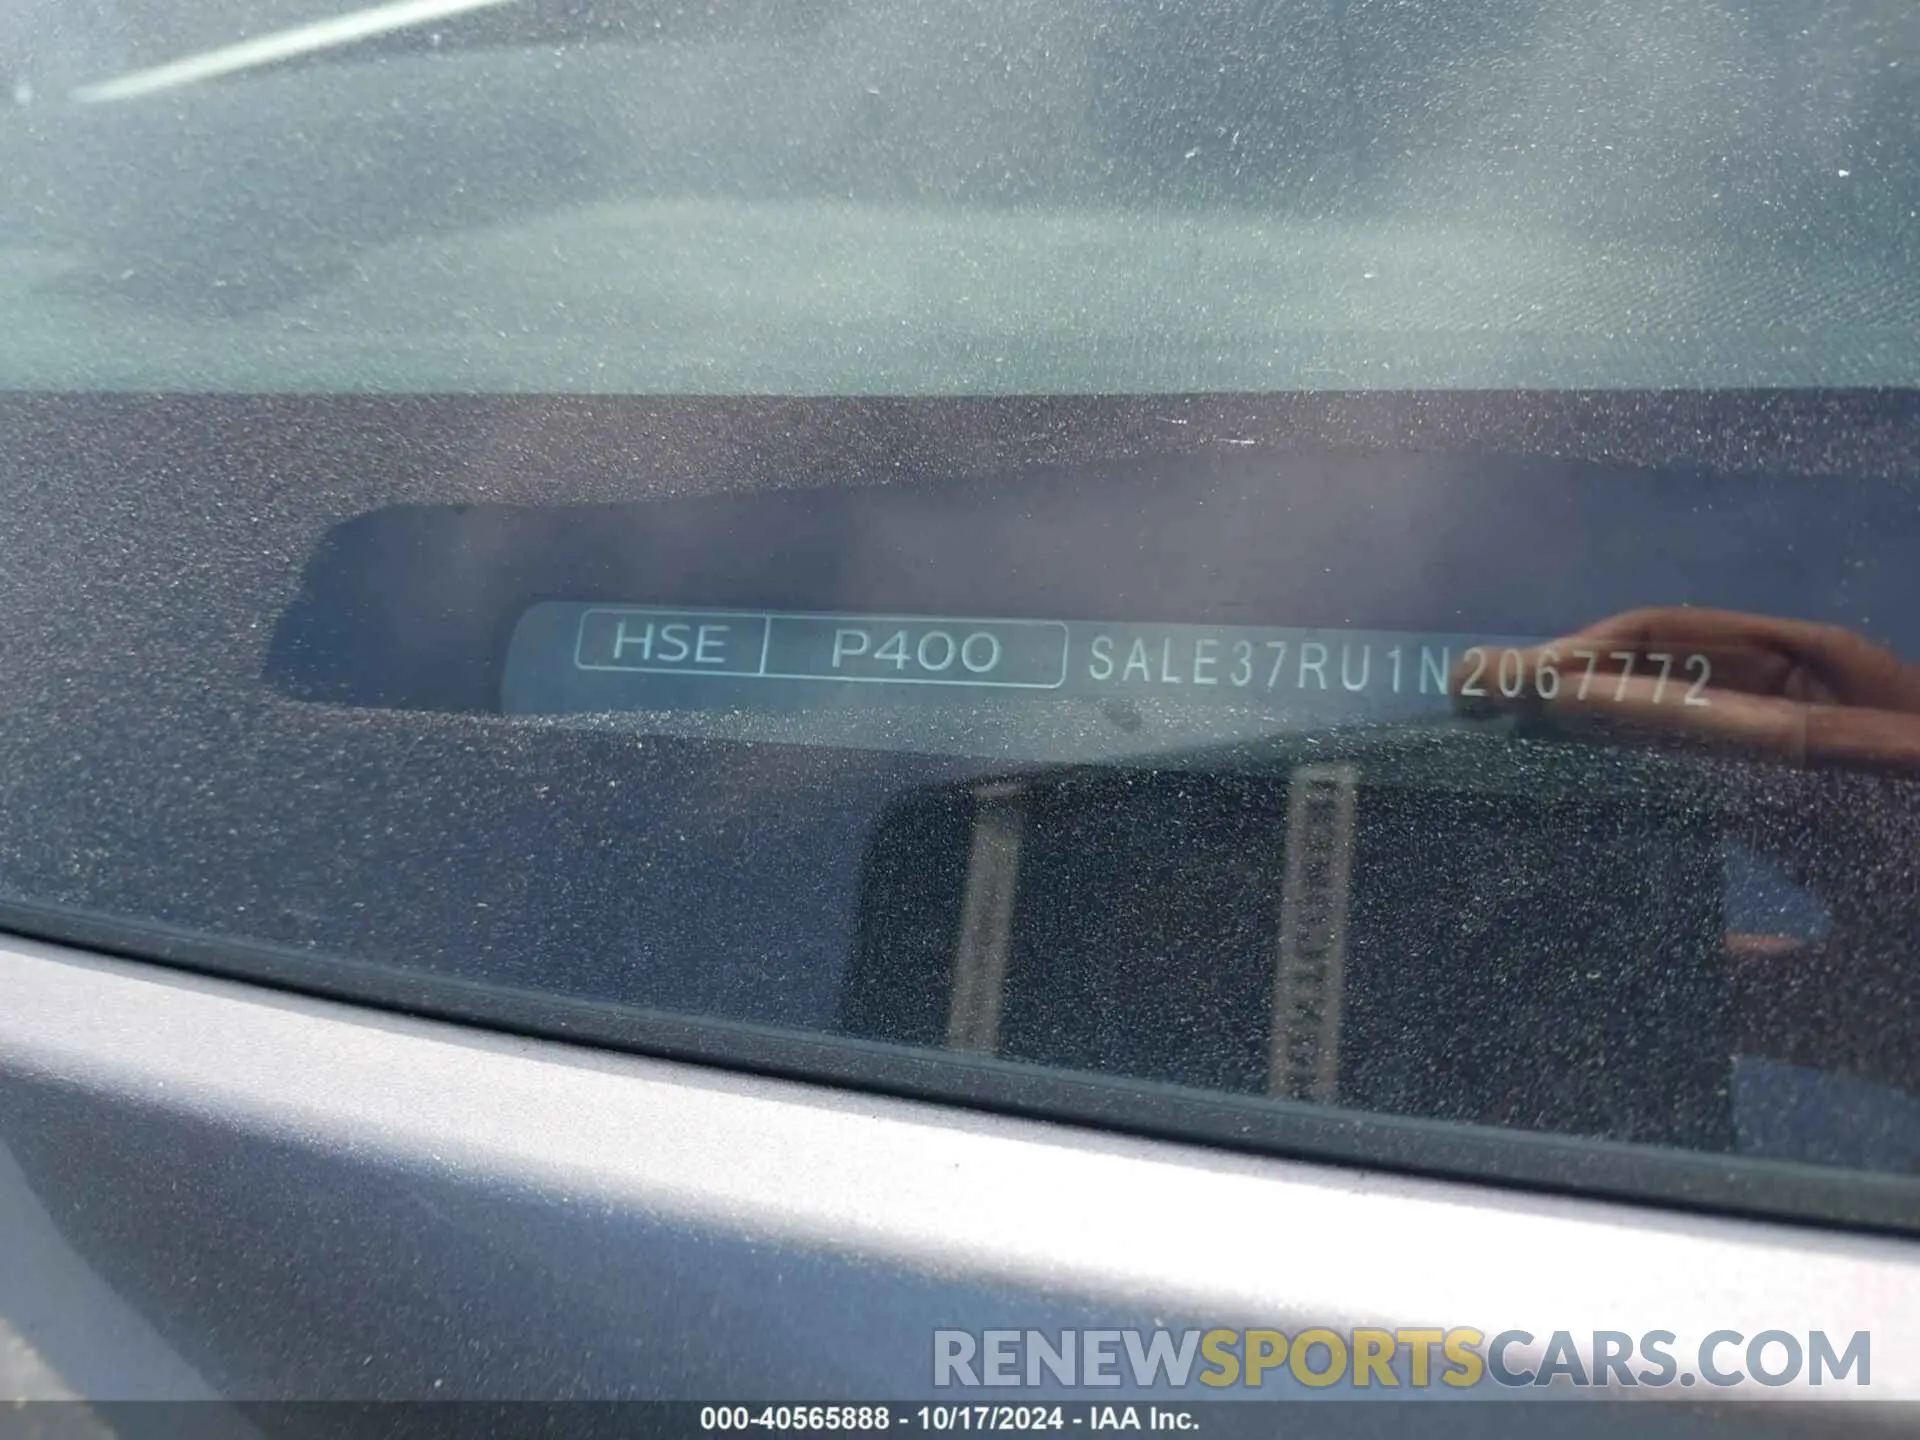 HSE P400 SALE37RU1N2067772
RENEWSPORTSCARS.COM
000-40565888 - 10/17/2024 - IAA Inc.